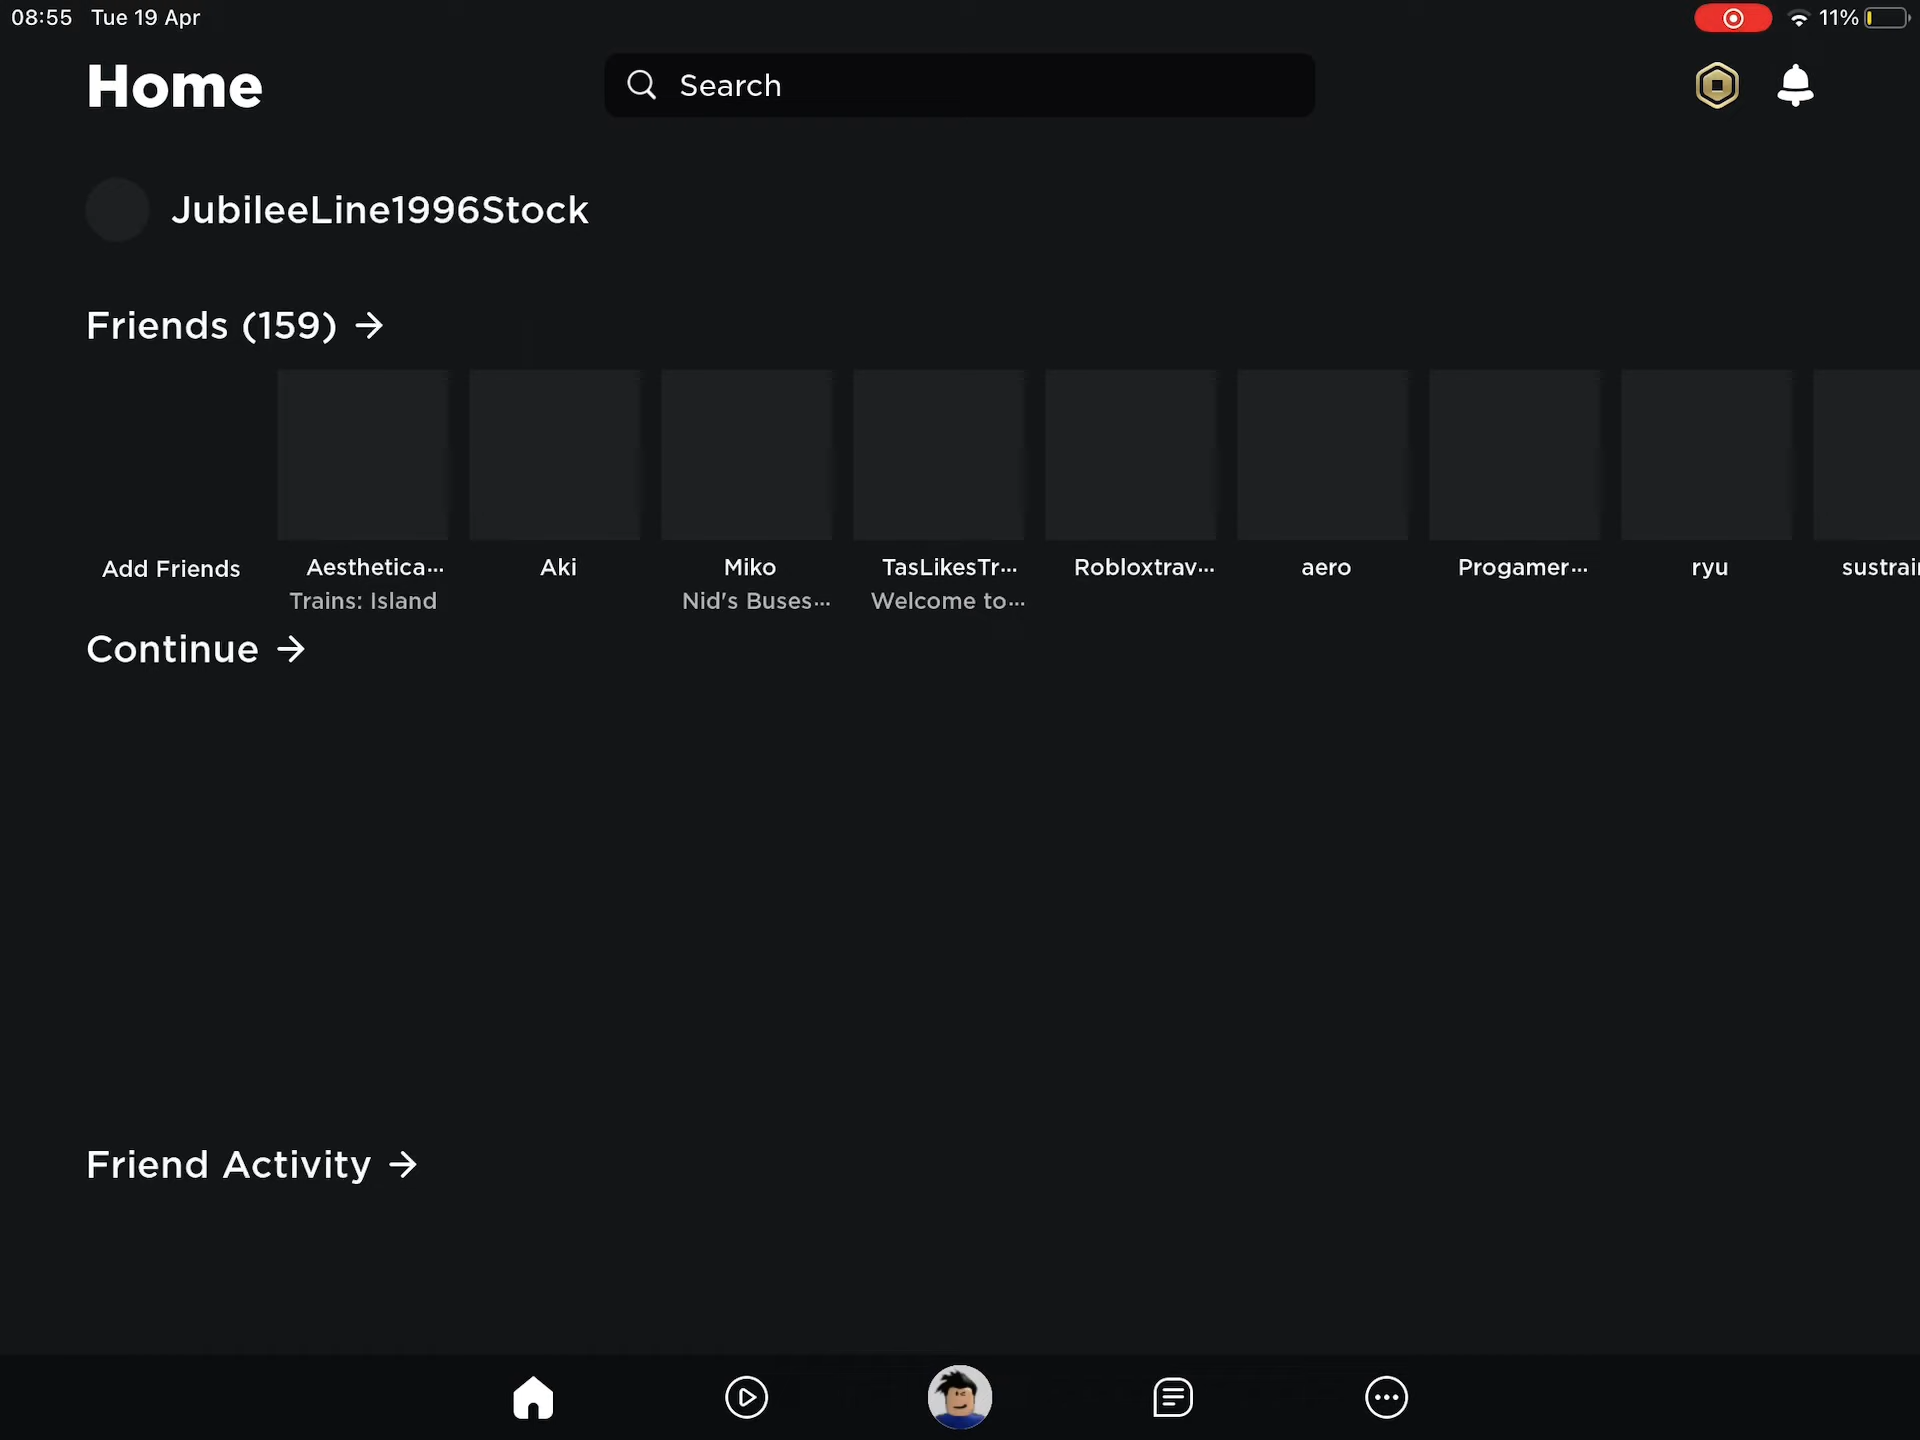 08:55 Tue 19 Apr
11%
Home
Search
JubileeLine1996Stock
Friends (159) →
Add Friends
Aesthetica...
Aki
Miko
TasLikesTr...
Robloxtrav...
aero
Progamer...
ryu
sustrai
Trains: Island
Nid's Buses...
Welcome to...
Continue →
Friend Activity →